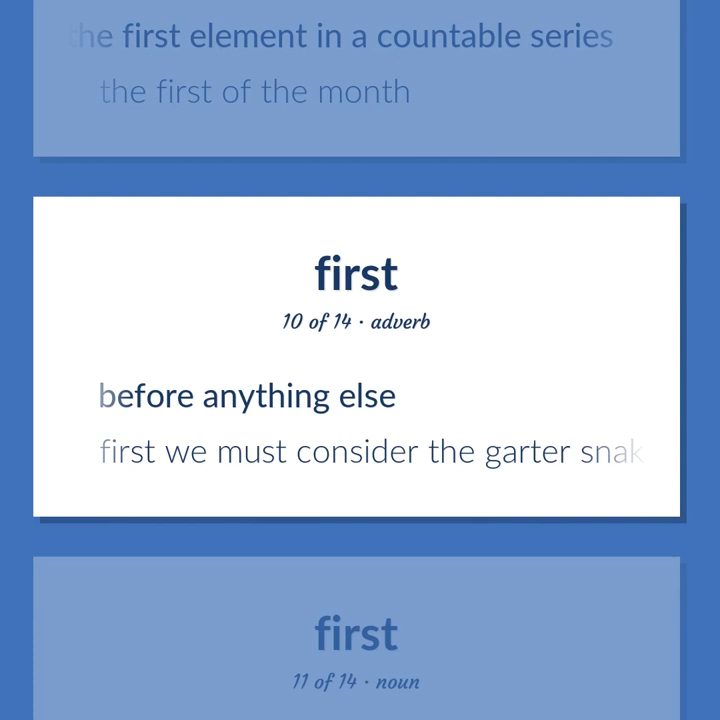 the first element in a countable series
the first of the month
first
10 of 14 · adverb
before anything else
first we must consider the garter snak
first
11 of 14 · noun